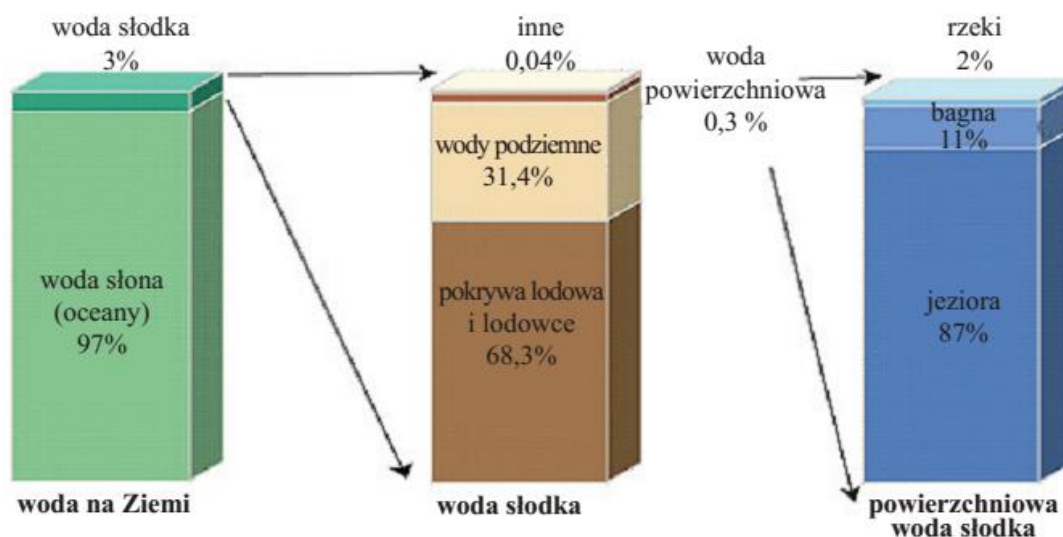 woda słodka
3%
woda słona
(oceany)
97%
woda na Ziemi
inne
0,04%
wody podziemne
31,4%
pokrywa lodowa
i lodowce
68,3%
woda słodka
woda
powierzchniowa
0,3 %
rzeki
2%
bagna
11%
jeziora
87%
powierzchniowa
woda słodka